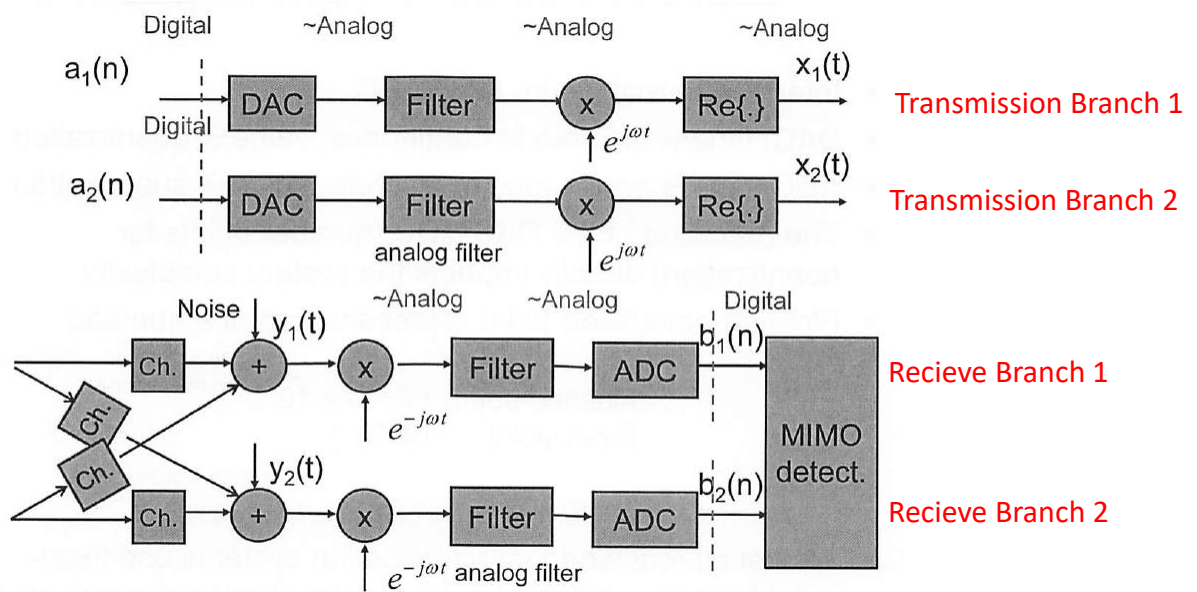 Digital ~Analog ~Analog ~Analog
a₁(n) DAC Filter x e^{jωt} Re{.} x₁(t) Transmission Branch 1
Digital
a₂(n) DAC Filter x e^{jωt} Re{.} x₂(t) Transmission Branch 2
analog filter
~Analog ~Analog Digital
Noise
Ch. + y₁(t) x e^{-jωt} Filter ADC b₁(n) Recieve Branch 1
Ch.
Ch.
MIMO
detect.
Ch. + y₂(t) x e^{-jωt} Filter ADC b₂(n) Recieve Branch 2
analog filter